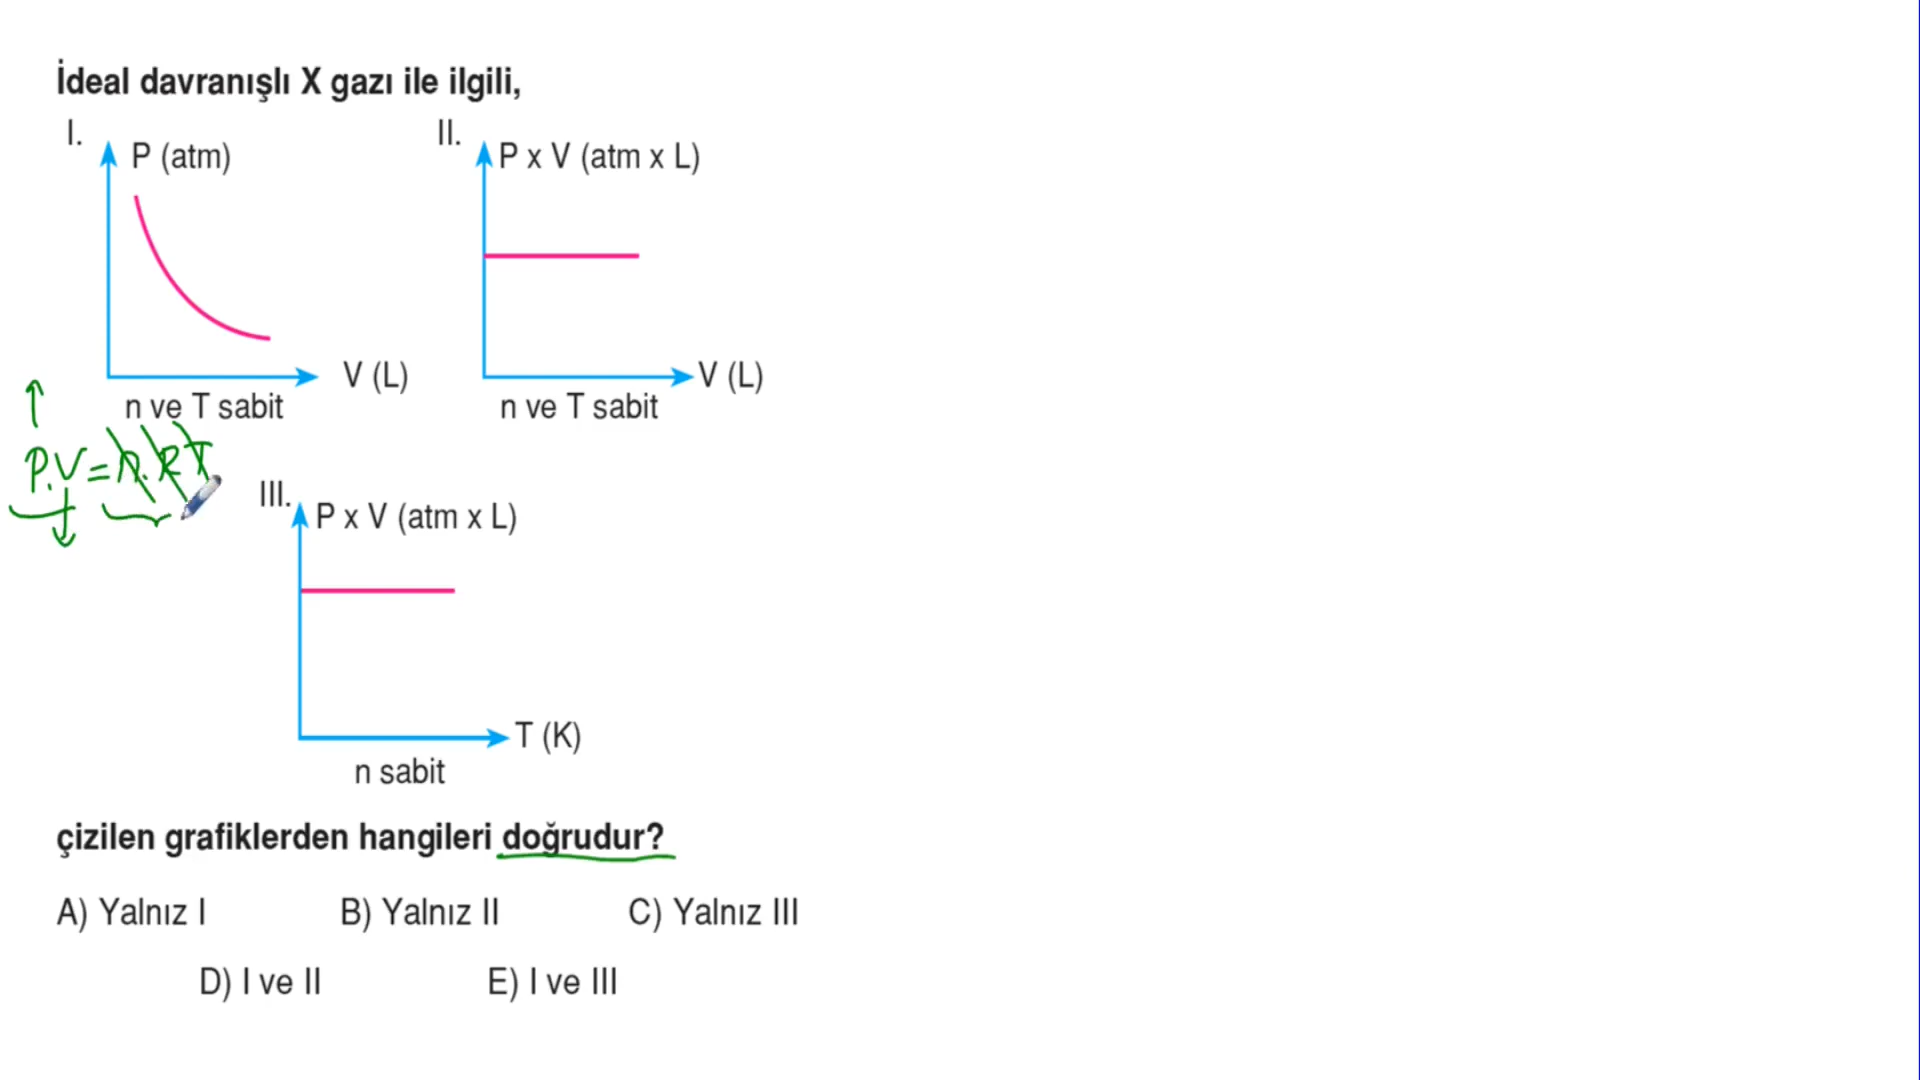 İdeal davranışlı X gazı ile ilgili,
I.
P (atm)
V (L)
n ve T sabit
II.
P x V (atm x L)
V (L)
n ve T sabit
P.V=n.RT
III.
P x V (atm x L)
T (K)
n sabit
çizilen grafiklerden hangileri doğrudur?
A) Yalnız I
B) Yalnız II
C) Yalnız III
D) I ve II
E) I ve III